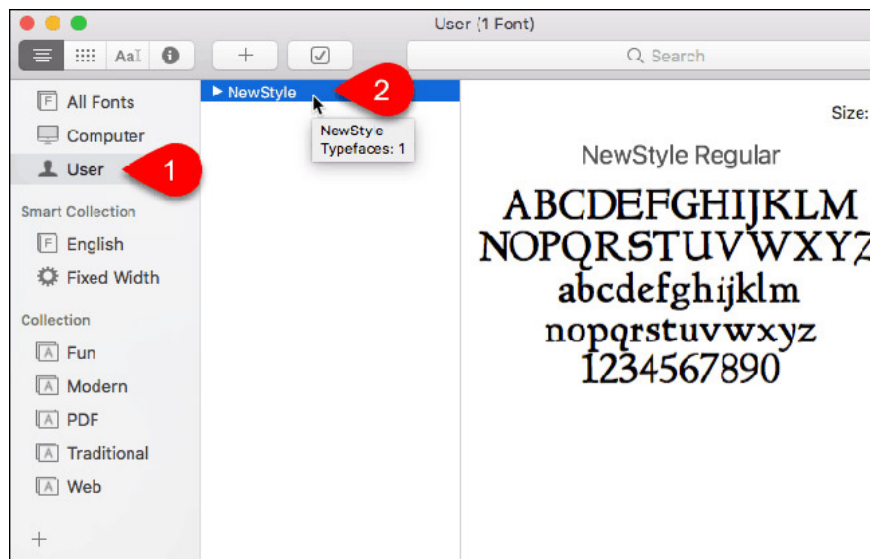 User (1 Font)
AaI
Search
All Fonts
Computer
User
1
Smart Collection
English
Fixed Width
Collection
Fun
Modern
PDF
Traditional
Web
NewStyle
2
NewStyle
Typefaces: 1
Size:
NewStyle Regular
ABCDEFGHIJKLM
NOPQRSTUVWXYZ
abcdefghijklm
nopqrstuvwxyz
1234567890